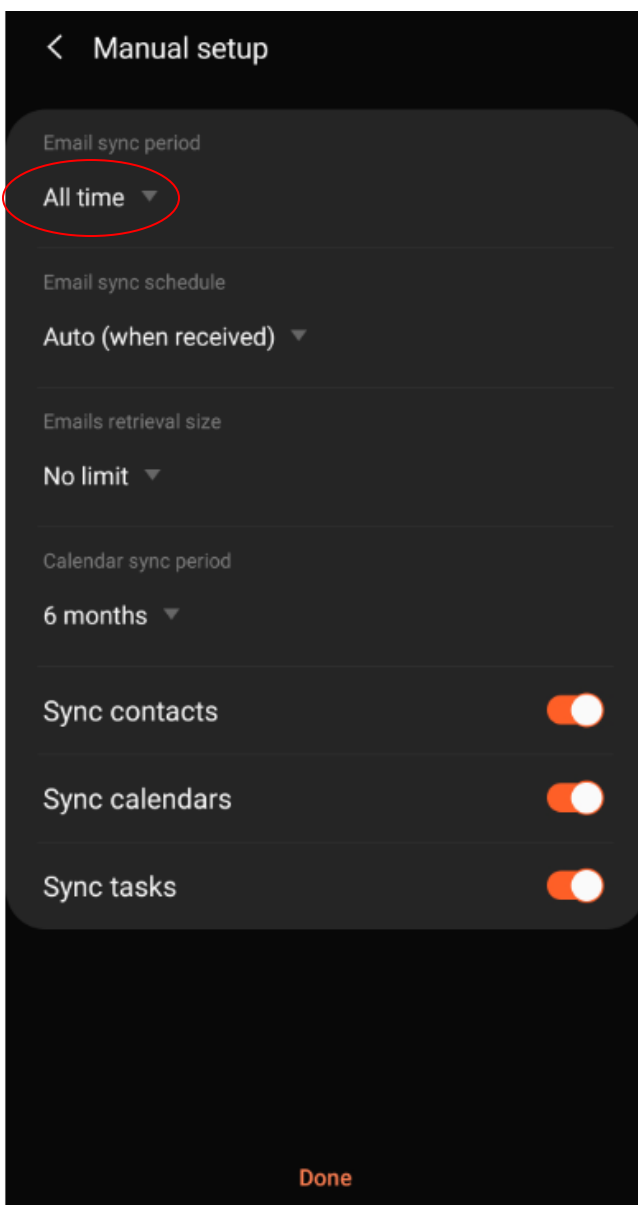 Manual setup
Email sync period
All time
Email sync schedule
Auto (when received)
Emails retrieval size
No limit
Calendar sync period
6 months
Sync contacts
Sync calendars
Sync tasks
Done